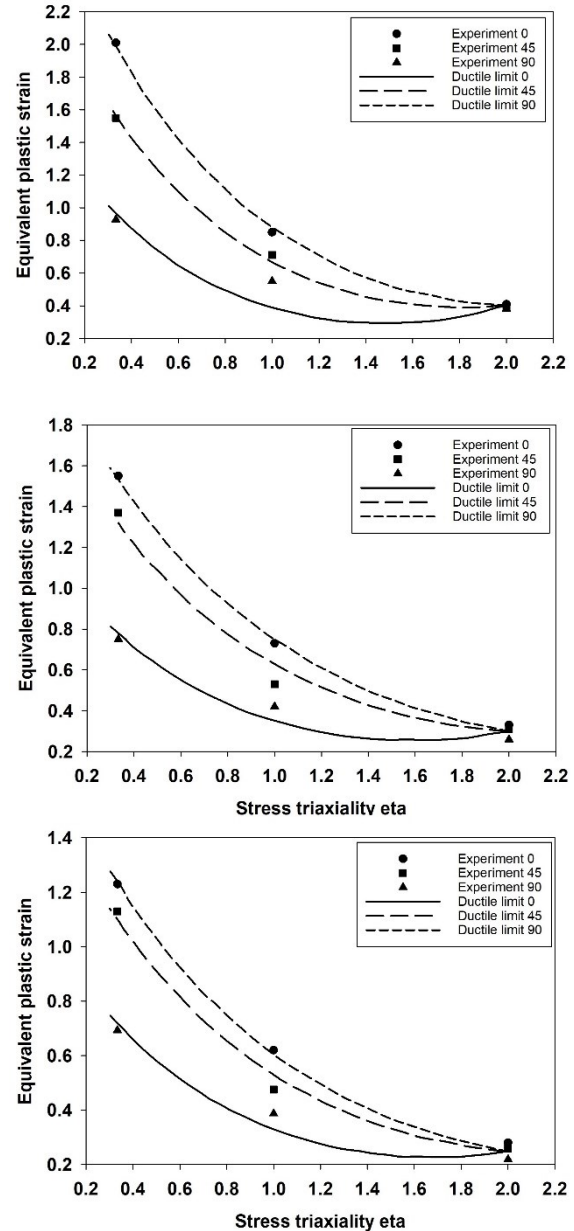 Equivalent plastic strain
2.2
2.0
1.8
1.6
1.4
1.2
1.0
0.8
0.6
0.4
0.2
Experiment 0
Experiment 45
Experiment 90
Ductile limit 0
Ductile limit 45
Ductile limit 90
0.2 0.4 0.6 0.8 1.0 1.2 1.4 1.6 1.8 2.0 2.2
Equivalent plastic strain
1.8
1.6
1.4
1.2
1.0
0.8
0.6
0.4
0.2
Experiment 0
Experiment 45
Experiment 90
Ductile limit 0
Ductile limit 45
Ductile limit 90
0.2 0.4 0.6 0.8 1.0 1.2 1.4 1.6 1.8 2.0 2.2
Stress triaxiality eta
Equivalent plastic strain
1.4
1.2
1.0
0.8
0.6
0.4
0.2
Experiment 0
Experiment 45
Experiment 90
Ductile limit 0
Ductile limit 45
Ductile limit 90
0.2 0.4 0.6 0.8 1.0 1.2 1.4 1.6 1.8 2.0 2.2
Stress triaxiality eta